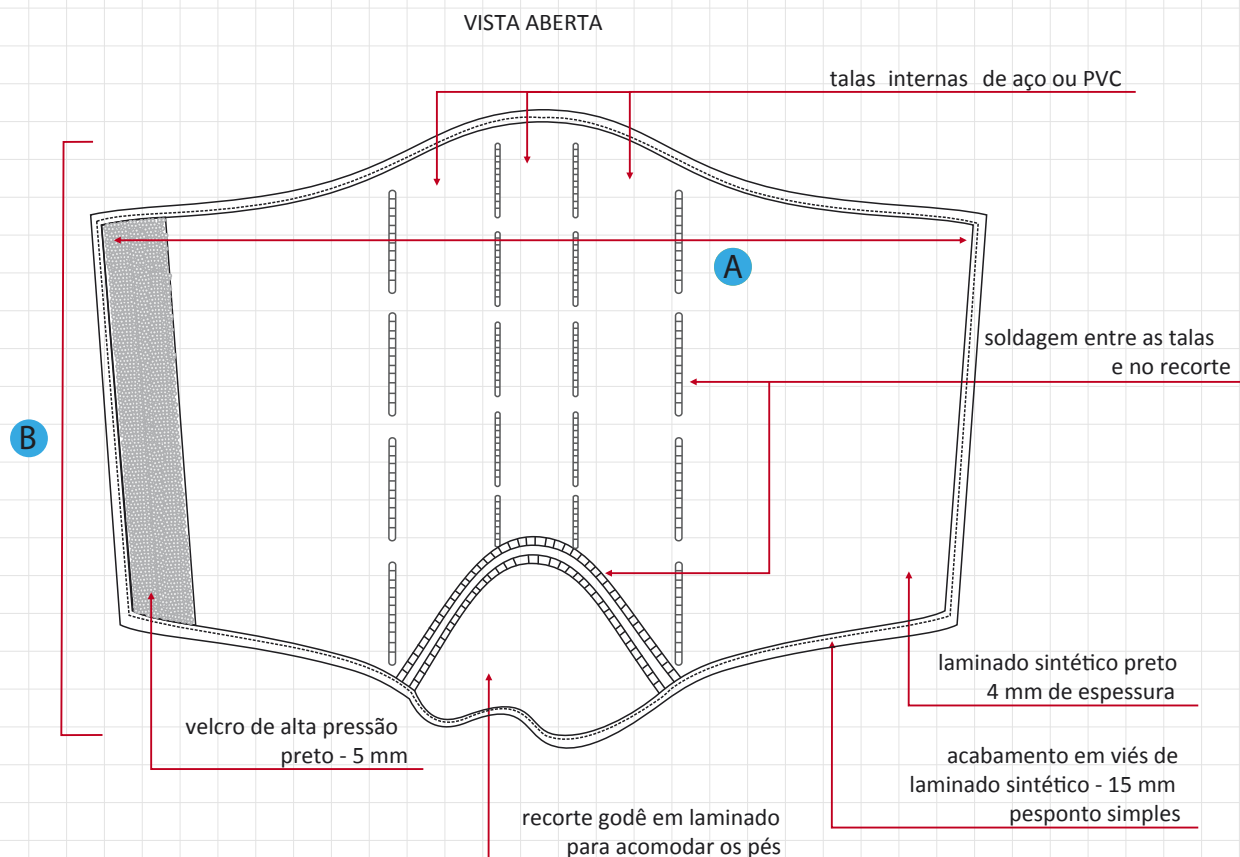 VISTA ABERTA
talas internas de aço ou PVC
A
soldagem entre as talas
e no recorte
B
laminado sintético preto
4 mm de espessura
velcro de alta pressão
preto - 5 mm
acabamento em viés de
laminado sintético - 15 mm
pesponto simples
recorte godê em laminado
para acomodar os pés